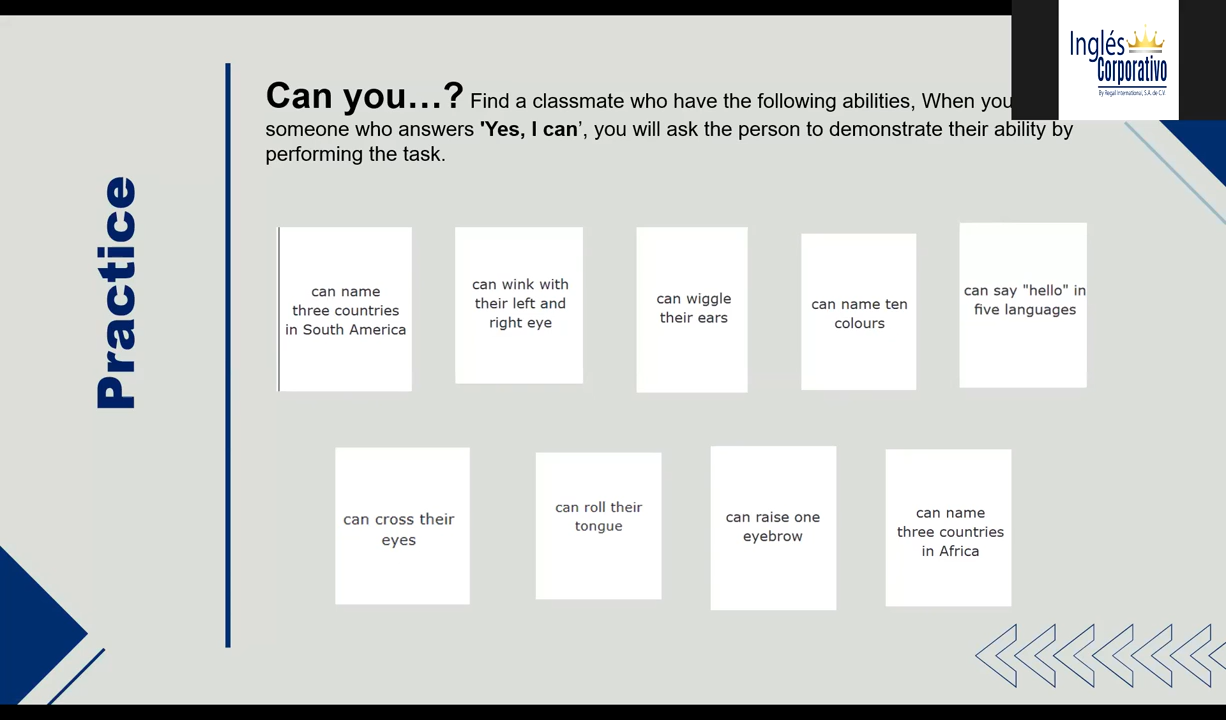 Inglés
Corporativo
By Regall International, S.A. de C.V.
Can you…? Find a classmate who have the following abilities, When you
someone who answers 'Yes, I can’, you will ask the person to demonstrate their ability by
performing the task.
Practice
can name
three countries
in South America
can wink with
their left and
right eye
can wiggle
their ears
can name ten
colours
can say "hello" in
five languages
can cross their
eyes
can roll their
tongue
can raise one
eyebrow
can name
three countries
in Africa